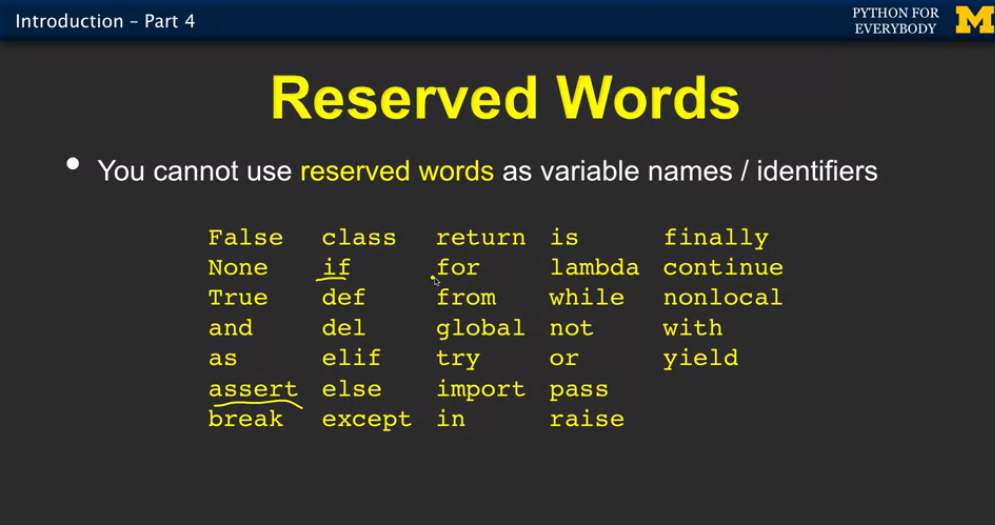 Introduction – Part 4
PYTHON FOR
EVERYBODY
Reserved Words
• You cannot use reserved words as variable names / identifiers
False class return is finally
None if for lambda continue
True def from while nonlocal
and del global not with
as elif try or yield
assert else import pass
break except in raise